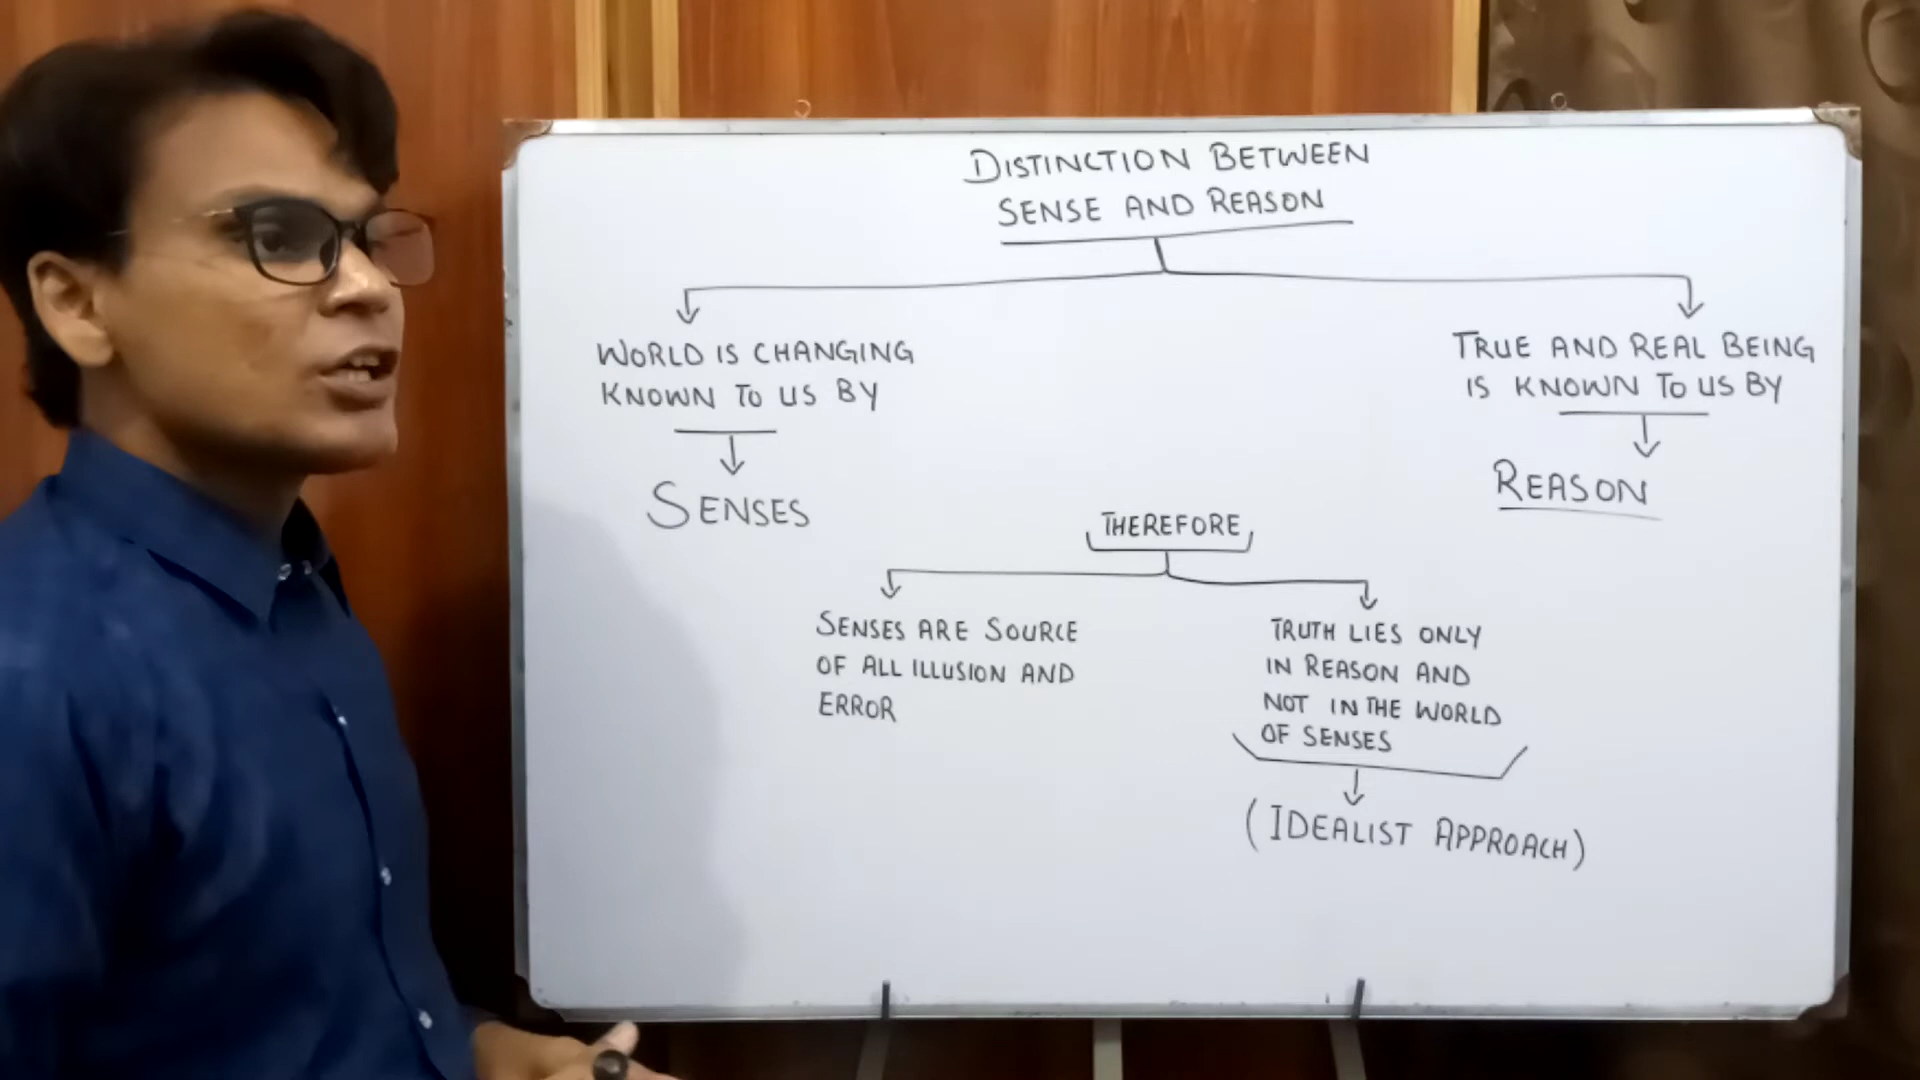 DISTINCTION BETWEEN
SENSE AND REASON
WORLD IS CHANGING
KNOWN TO US BY
SENSES
TRUE AND REAL BEING
IS KNOWN TO US BY
REASON
THEREFORE
SENSES ARE SOURCE
OF ALL ILLUSION AND
ERROR
TRUTH LIES ONLY
IN REASON AND
NOT IN THE WORLD
OF SENSES
(IDEALIST APPROACH)